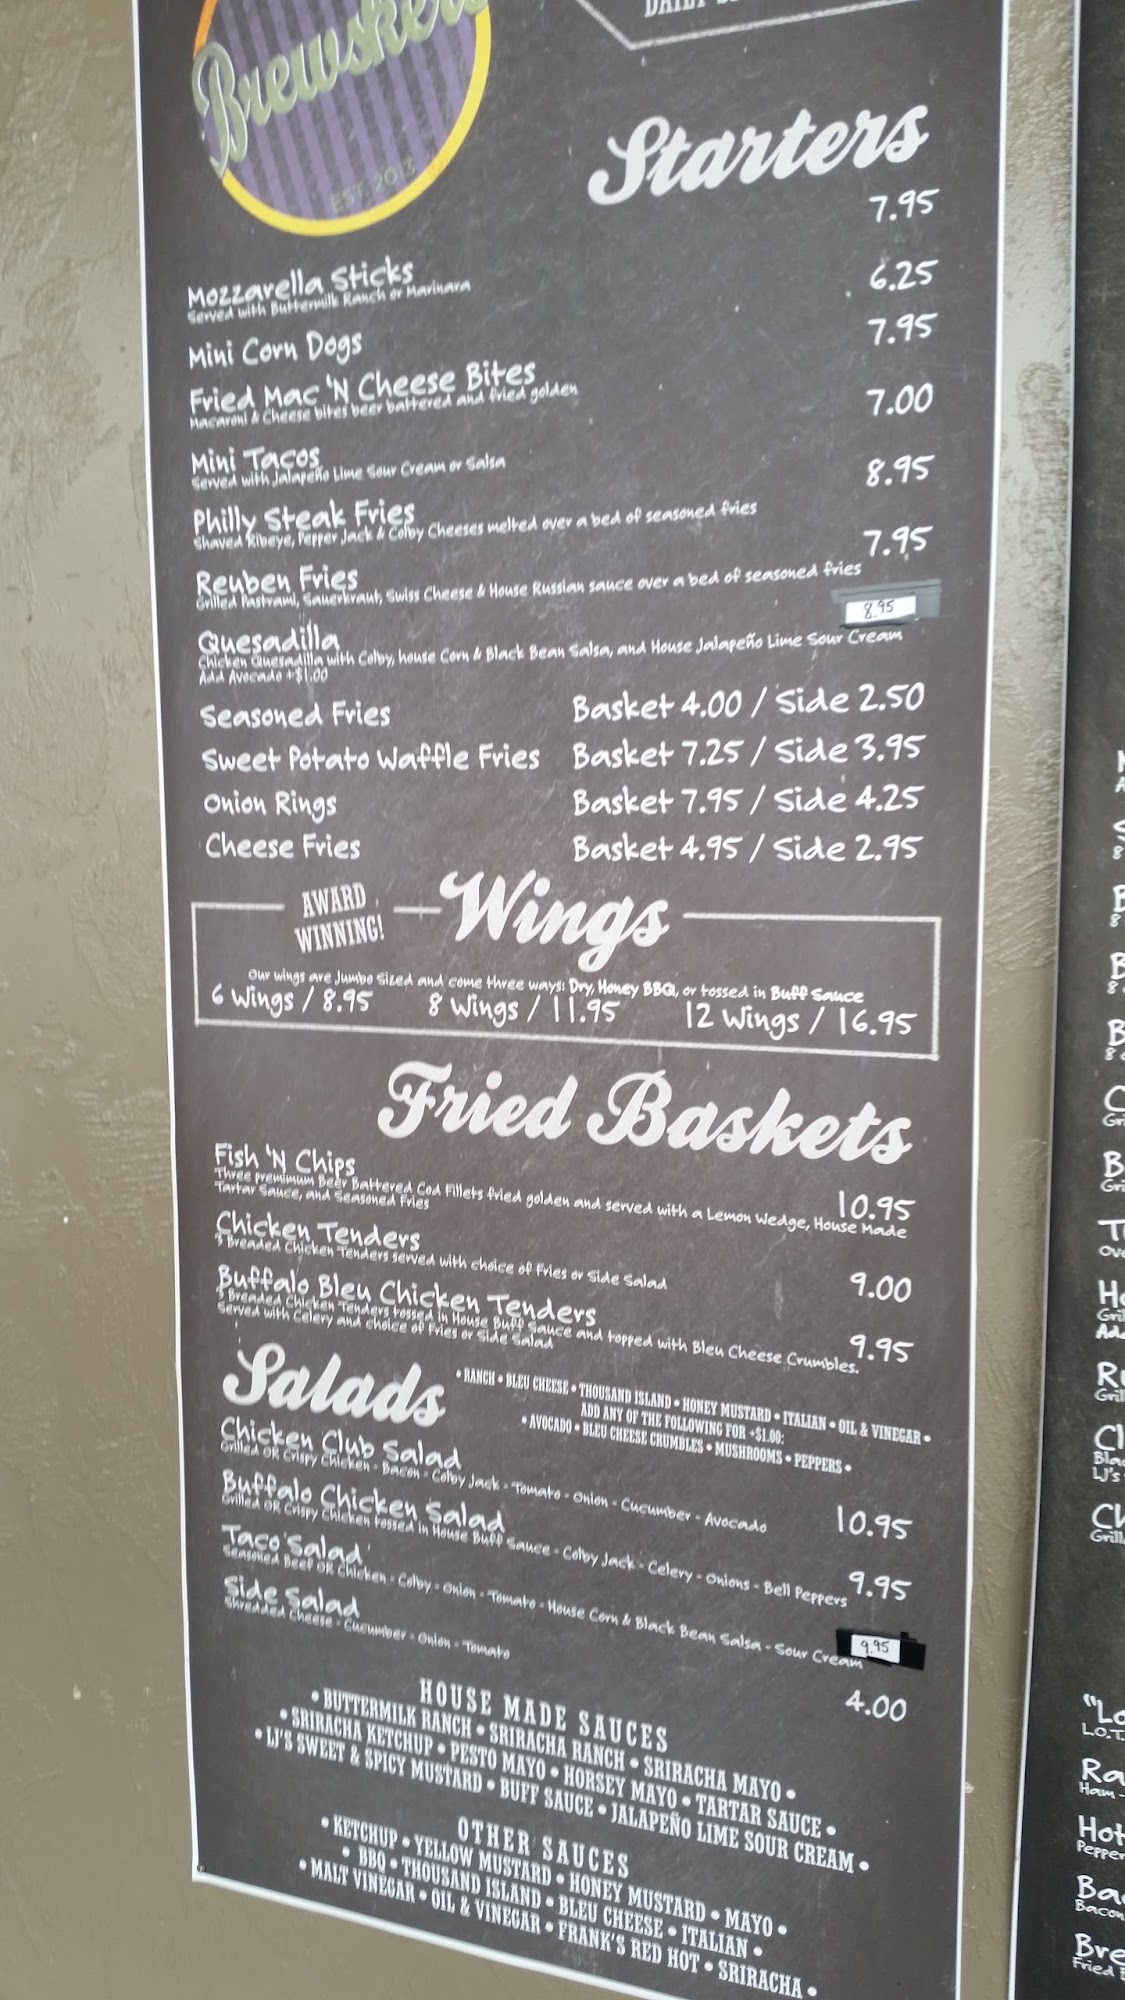 Brewskers
EST. 2013
Starters
Mozzarella Sticks 7.95
Served with Buttermilk Ranch or Marinara
Mini Corn Dogs 6.25
Fried Mac 'N Cheese Bites 7.95
Macaroni & Cheese bites beer battered and fried golden
Mini Tacos 7.00
Served with Jalapeño Lime Sour Cream or Salsa
Philly Steak Fries 8.95
Shaved Ribeye, Pepper Jack & Colby Cheeses melted over a bed of seasoned fries
Reuben Fries 7.95
Grilled Pastrami, Sauerkraut, Swiss Cheese & House Russian sauce over a bed of seasoned fries
Quesadilla 8.95
Chicken Quesadilla with Colby, house Corn & Black Bean Salsa, and House Jalapeño Lime Sour Cream
Add Avocado +$1.00
Seasoned Fries Basket 4.00 / Side 2.50
Sweet Potato Waffle Fries Basket 7.25 / Side 3.95
Onion Rings Basket 7.95 / Side 4.25
Cheese Fries Basket 4.95 / Side 2.95
AWARD WINNING! Wings
Our wings are Jumbo Sized and come three ways: Dry, Honey BBQ, or tossed in Buff Sauce
6 Wings / 8.95 8 Wings / 11.95 12 Wings / 16.95
Fried Baskets
Fish 'N Chips 10.95
Three premimum Beer Battered Cod Fillets fried golden and served with a Lemon Wedge, House Made
Tartar Sauce, and Seasoned Fries
Chicken Tenders 9.00
3 Breaded Chicken Tenders served with choice of Fries or Side Salad
Buffalo Bleu Chicken Tenders 9.95
3 Breaded Chicken Tenders tossed in House Buff Sauce and topped with Bleu Cheese Crumbles.
Served with Celery and choice of Fries or Side Salad
Salads
• RANCH • BLEU CHEESE • THOUSAND ISLAND • HONEY MUSTARD • ITALIAN • OIL & VINEGAR •
ADD ANY OF THE FOLLOWING FOR +$1.00:
• AVOCADO • BLEU CHEESE CRUMBLES • MUSHROOMS • PEPPERS •
Chicken Club Salad 10.95
Grilled OR Crispy Chicken - Bacon - Colby Jack - Tomato - Onion - Cucumber - Avocado
Buffalo Chicken Salad 9.95
Grilled OR Crispy Chicken tossed in House Buff Sauce - Colby Jack - Celery - Onions - Bell Peppers
Taco Salad 9.95
Seasoned Beef OR Chicken - Colby - Onion - Tomato - House Corn & Black Bean Salsa - Sour Cream
Side Salad 4.00
Shredded Cheese - Cucumber - Onion - Tomato
HOUSE MADE SAUCES
• BUTTERMILK RANCH • SRIRACHA RANCH • SRIRACHA MAYO •
• SRIRACHA KETCHUP • PESTO MAYO • HORSEY MAYO • TARTAR SAUCE •
• LJ'S SWEET & SPICY MUSTARD • BUFF SAUCE • JALAPEÑO LIME SOUR CREAM •
OTHER SAUCES
• KETCHUP • YELLOW MUSTARD • HONEY MUSTARD • MAYO •
• BBQ • THOUSAND ISLAND • BLEU CHEESE • ITALIAN •
• MALT VINEGAR • OIL & VINEGAR • FRANK'S RED HOT • SRIRACHA •